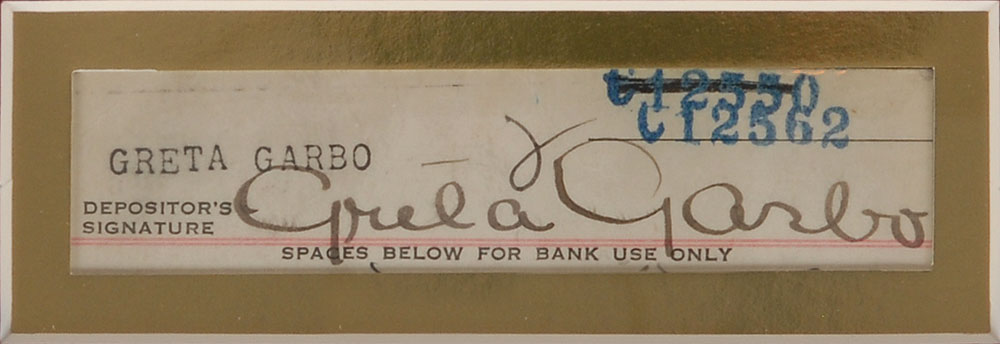 C12550
C12562
GRETA GARBO
Greta Garbo
DEPOSITOR'S
SIGNATURE
SPACES BELOW FOR BANK USE ONLY